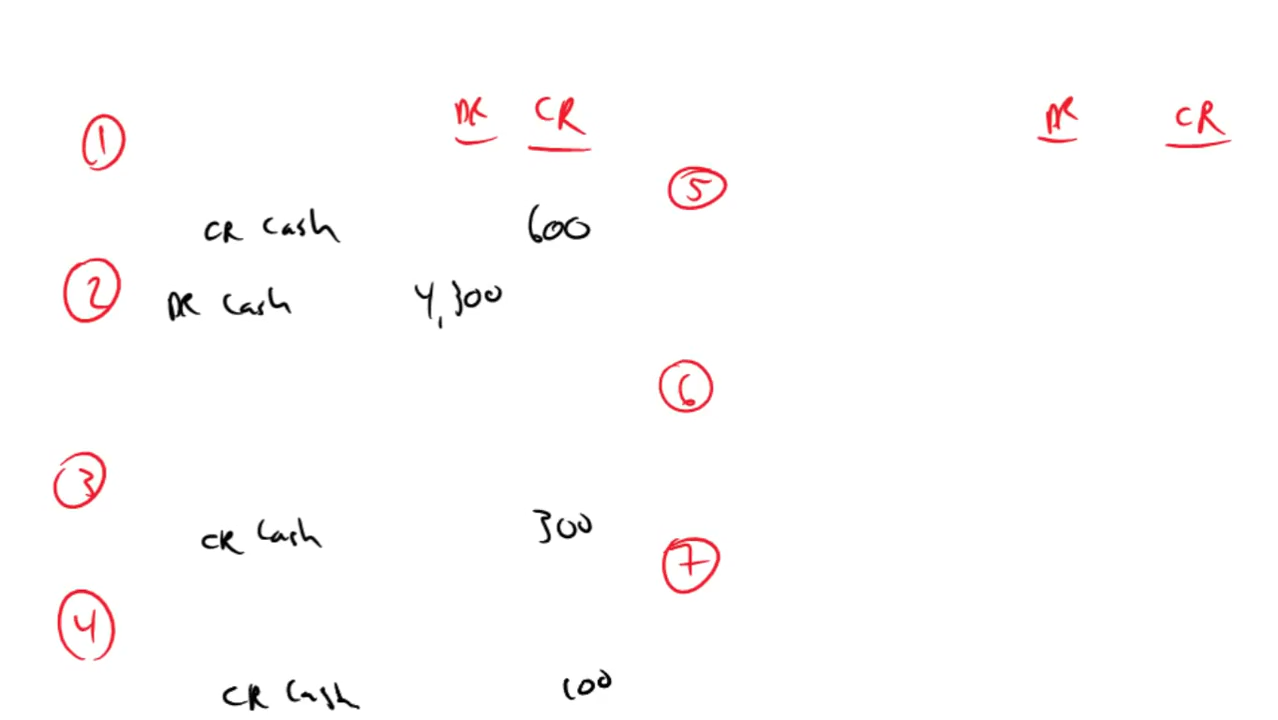 DR CR
1
CR Cash 600
2 DR Cash 4,300
3
CR Cash 300
4
CR Cash 100
DR CR
5
6
7